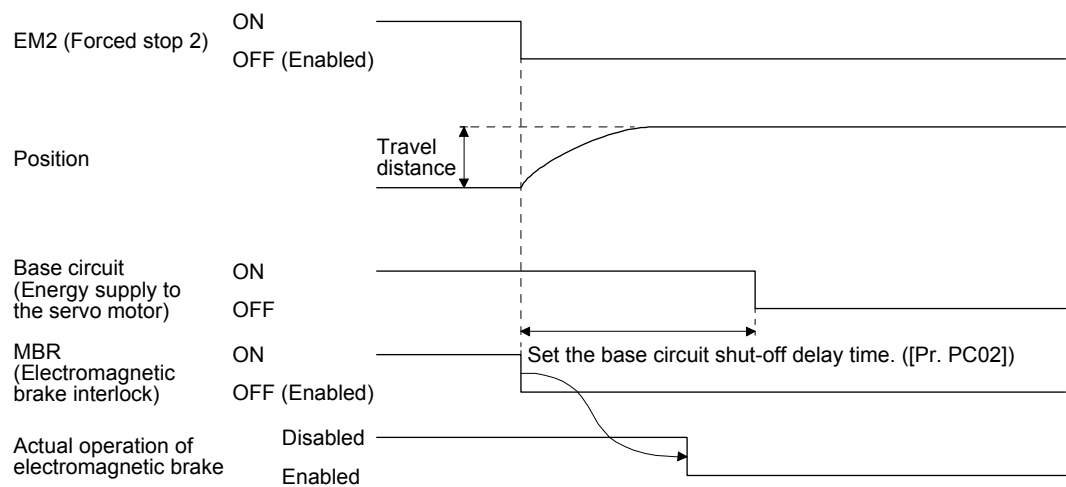 EM2 (Forced stop 2)
ON
OFF (Enabled)
Position
Travel
distance
Base circuit
(Energy supply to
the servo motor)
ON
OFF
MBR
(Electromagnetic
brake interlock)
ON
OFF (Enabled)
Set the base circuit shut-off delay time. ([Pr. PC02])
Actual operation of
electromagnetic brake
Disabled
Enabled